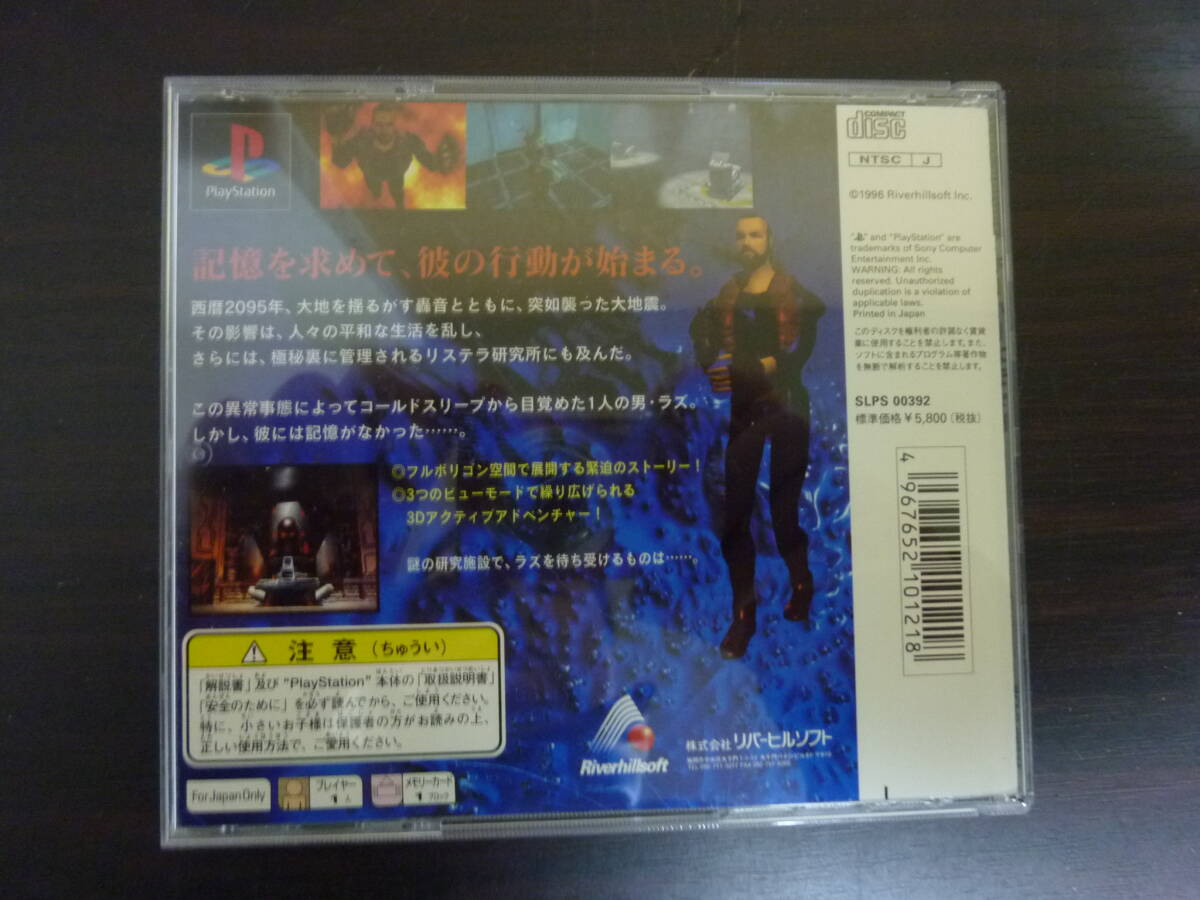 PlayStation
記憶を求めて、彼の行動が始まる。
西暦2095年、大地を揺るがす轟音とともに、突如襲った大地震。
その影響は、人々の平和な生活を乱し、
さらには、極秘裏に管理されるリステラ研究所にも及んだ。
この異常事態によってコールドスリープから目覚めた1人の男・ラズ。
しかし、彼には記憶がなかった……。
◎フルポリゴン空間で展開する緊迫のストーリー!
◎3つのビューモードで繰り広げられる
3Dアクティブアドベンチャー!
謎の研究施設で、ラズを待ち受けるものは……。
注意(ちゅうい)
「解説書」及び"PlayStation"本体の「取扱説明書」
「安全のために」を必ず読んでから、ご使用ください。
特に、小さいお子様は保護者の方がお読みの上、
正しい使用方法で、ご愛用ください。
For Japan Only
プレイヤー
1人
メモリーカード
1ブロック
Riverhillsoft
株式会社リバーヒルソフト
COMPACT
disc
NTSC J
©1996 Riverhillsoft Inc.
"PS" and "PlayStation" are
trademarks of Sony Computer
Entertainment Inc.
WARNING: All rights
reserved. Unauthorized
duplication is a violation of
applicable laws.
Printed in Japan
このディスクを権利者の許諾なく賃貸
業に使用することを禁止します。また、
ソフトに含まれるプログラム等著作物
を無断で解析することを禁止します。
SLPS 00392
標準価格¥5,800(税抜)
4 967652 101218